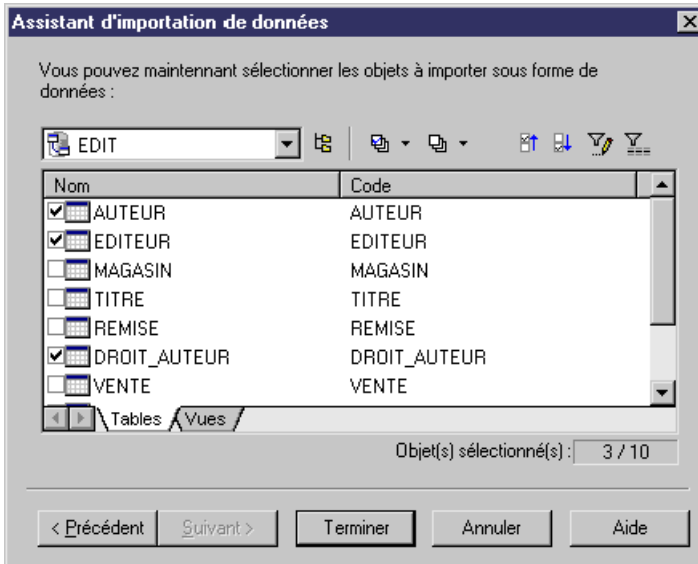 Assistant d'importation de données
Vous pouvez maintennant sélectionner les objets à importer sous forme de
données :
EDIT
Nom Code
AUTEUR AUTEUR
EDITEUR EDITEUR
MAGASIN MAGASIN
TITRE TITRE
REMISE REMISE
DROIT_AUTEUR DROIT_AUTEUR
VENTE VENTE
Tables Vues
Objet(s) sélectionné(s) : 3 / 10
< Précédent Suivant > Terminer Annuler Aide